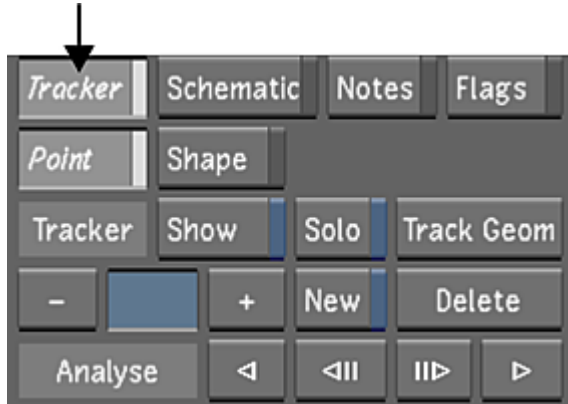 Tracker Schematic Notes Flags
Point Shape
Tracker Show Solo Track Geom
- + New Delete
Analyse